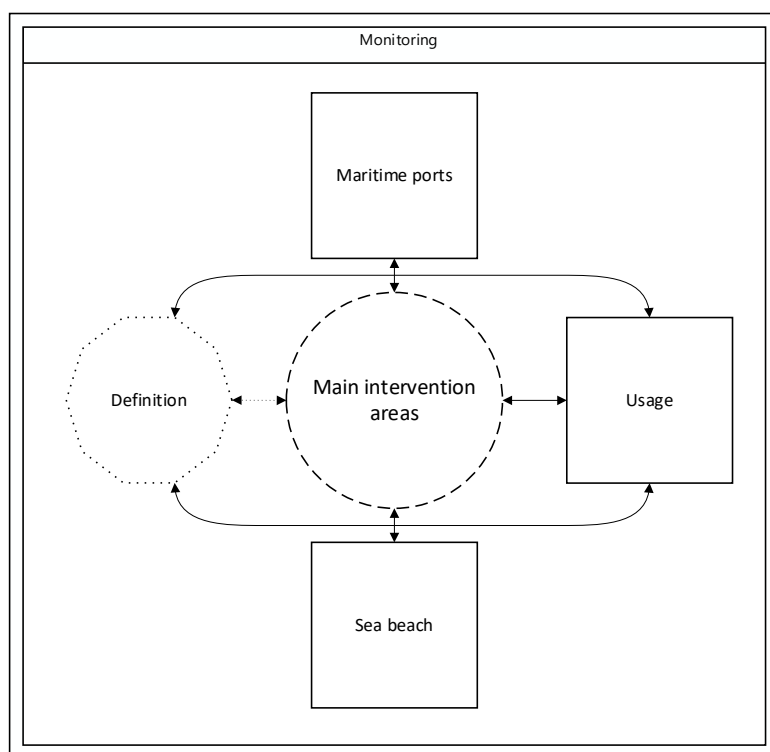 Monitoring
Maritime ports
Definition
Main intervention
areas
Usage
Sea beach